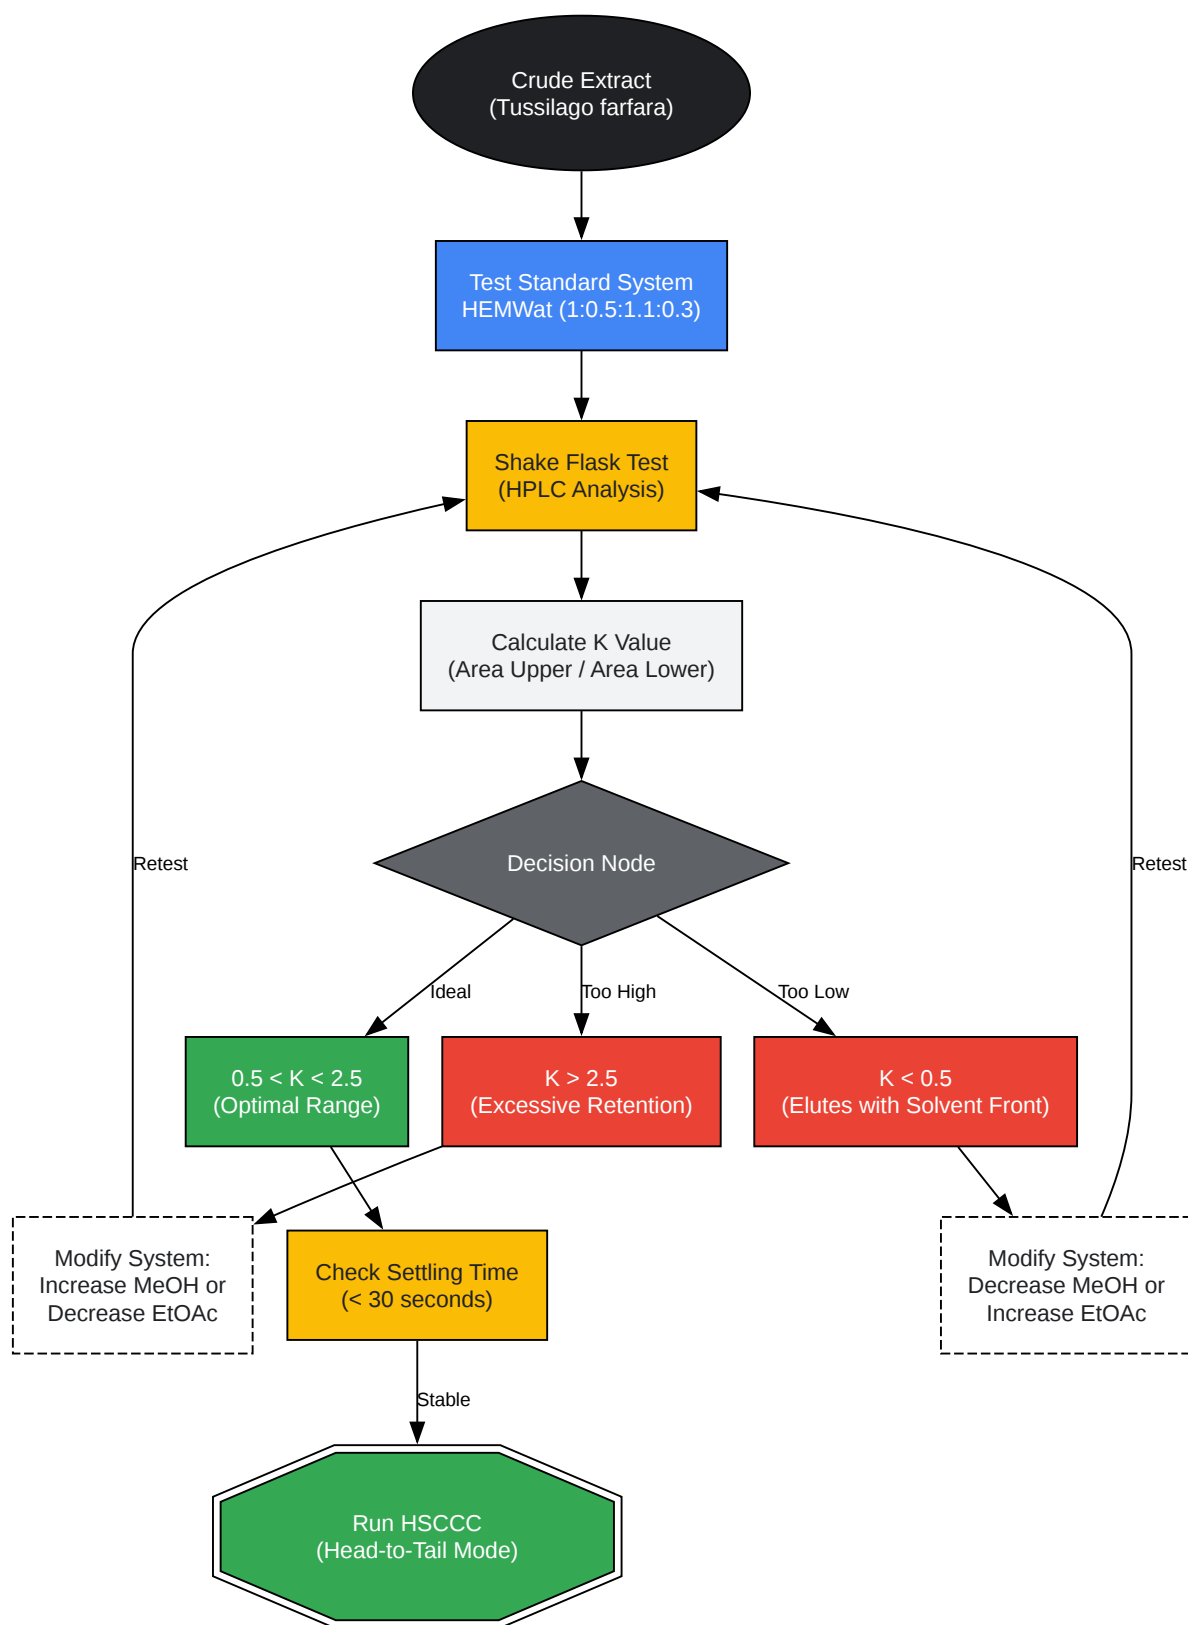 Crude Extract
(Tussilago farfara)
Test Standard System
HEMWat (1:0.5:1.1:0.3)
Shake Flask Test
(HPLC Analysis)
Calculate K Value
(Area Upper / Area Lower)
Retest
Decision Node
Retest
Ideal
Too High
Too Low
0.5 < K < 2.5
(Optimal Range)
K > 2.5
(Excessive Retention)
K < 0.5
(Elutes with Solvent Front)
Modify System:
Increase MeOH or
Decrease EtOAc
Check Settling Time
(< 30 seconds)
Modify System:
Decrease MeOH or
Increase EtOAc
Stable
Run HSCCC
(Head-to-Tail Mode)